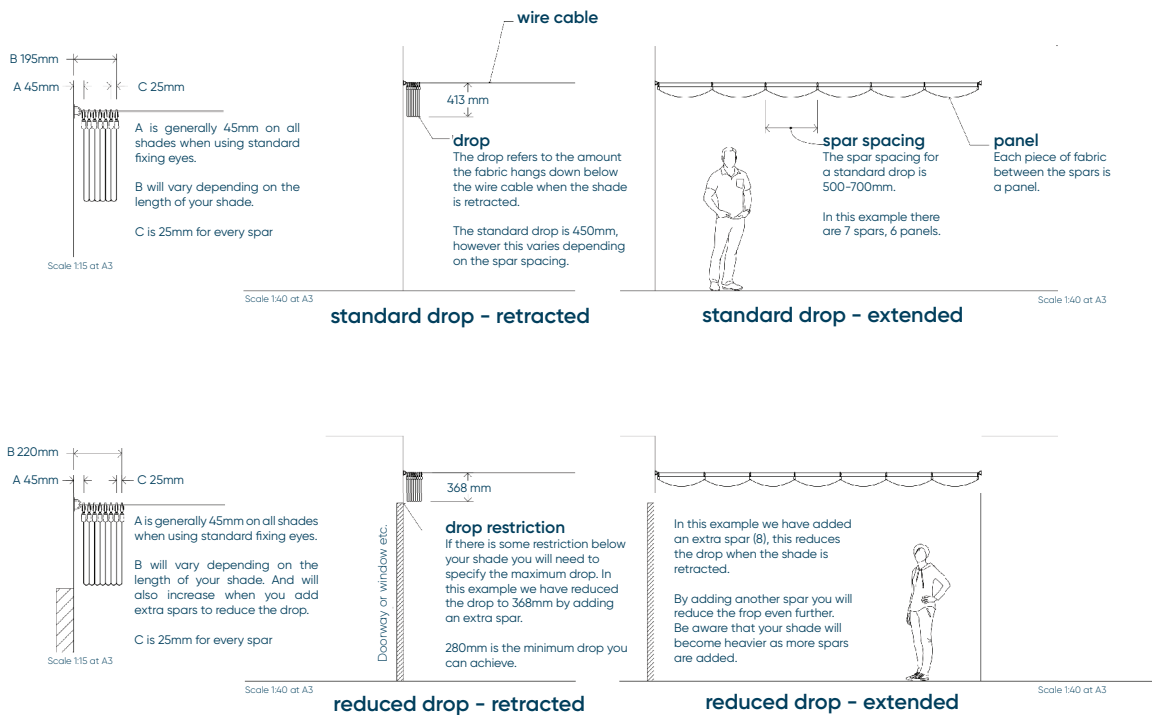 wire cable
B 195mm
A 45mm
C 25mm
A is generally 45mm on all
shades when using standard
fixing eyes.
B will vary depending on the
length of your shade.
C is 25mm for every spar
Scale 1:15 at A3
413 mm
drop
The drop refers to the amount
the fabric hangs down below
the wire cable when the shade
is retracted.
The standard drop is 450mm,
however this varies depending
on the spar spacing.
Scale 1:40 at A3
standard drop - retracted
spar spacing
The spar spacing for
a standard drop is
500-700mm.
In this example there
are 7 spars, 6 panels.
panel
Each piece of fabric
between the spars is
a panel.
Scale 1:40 at A3
standard drop - extended
B 220mm
A 45mm
C 25mm
A is generally 45mm on all shades
when using standard fixing eyes.
B will vary depending on the
length of your shade. And will
also increase when you add
extra spars to reduce the drop.
C is 25mm for every spar
Scale 1:15 at A3
368 mm
Doorway or window etc.
drop restriction
If there is some restriction below
your shade you will need to
specify the maximum drop. In
this example we have reduced
the drop to 368mm by adding
an extra spar.
280mm is the minimum drop you
can achieve.
Scale 1:40 at A3
reduced drop - retracted
In this example we have added
an extra spar (8), this reduces
the drop when the shade is
retracted.
By adding another spar you will
reduce the frop even further.
Be aware that your shade will
become heavier as more spars
are added.
Scale 1:40 at A3
reduced drop - extended